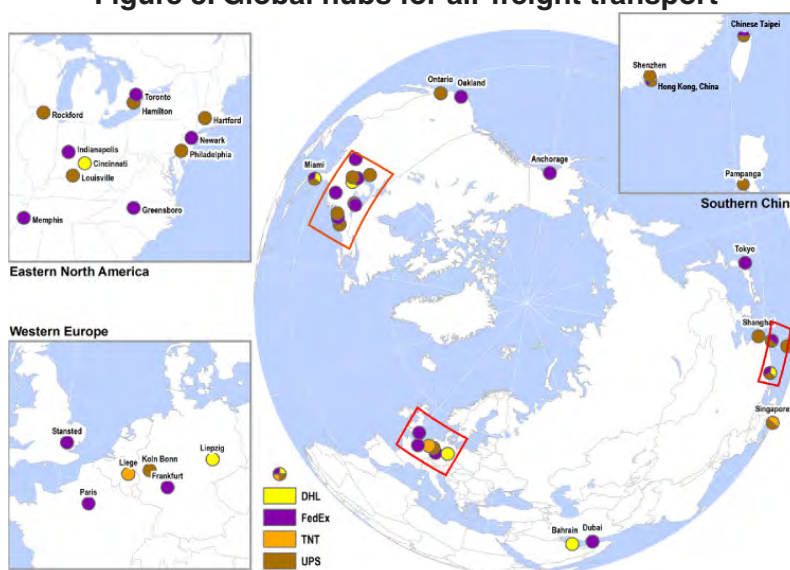 Figure 3. Global hubs for air freight transport
Chinese Taipei
Shenzhen
Hong Kong, China
Pampanga
Southern Chin
Toronto
Hamilton
Rockford
Hartford
Newark
Indianapolis
Cincinnati
Philadelphia
Louisville
Memphis
Greensboro
Eastern North America
Ontario
Oakland
Miami
Anchorage
Tokyo
Shanghai
Singapore
Bahrain
Dubai
Western Europe
Stansted
Liege
Koln Bonn
Leipzig
Frankfurt
Paris
DHL
FedEx
TNT
UPS